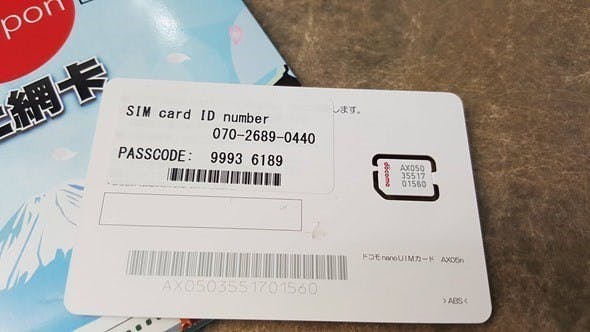 pon
上網卡
SIM card ID number
070-2689-0440
します。
PASSCODE: 9993 6189
docomo
AX050
35517
01560
ドコモnanoUIMカード AX05n
AX0503551701560
>ABS<